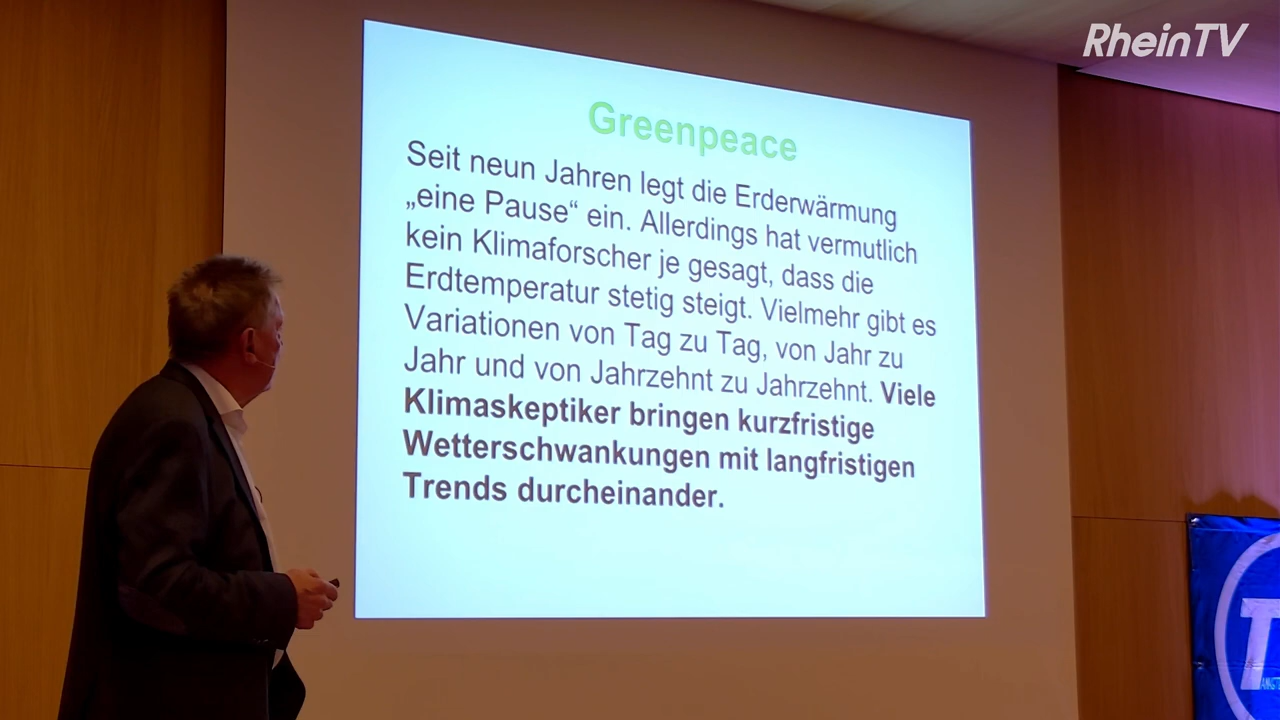 RheinTV
Greenpeace
Seit neun Jahren legt die Erderwärmung
„eine Pause“ ein. Allerdings hat vermutlich
kein Klimaforscher je gesagt, dass die
Erdtemperatur stetig steigt. Vielmehr gibt es
Variationen von Tag zu Tag, von Jahr zu
Jahr und von Jahrzehnt zu Jahrzehnt. Viele
Klimaskeptiker bringen kurzfristige
Wetterschwankungen mit langfristigen
Trends durcheinander.